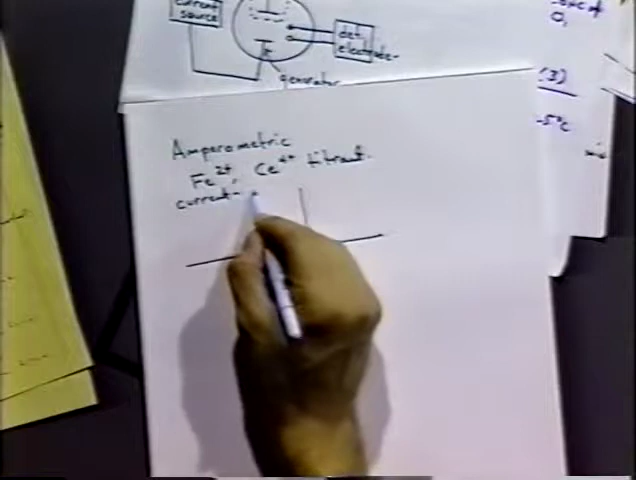 current
source
det.
electrode
generator
Amperometric
Fe²⁺, Ce⁴⁺ titrant
current
(3)
-5°C